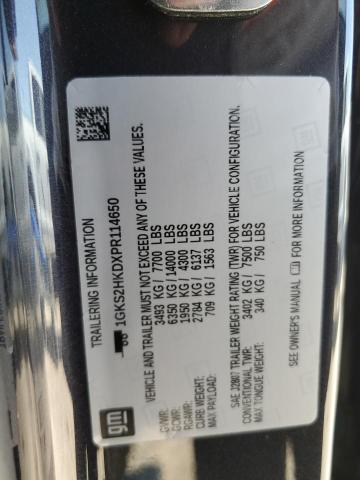 gm
TRAILERING INFORMATION
1GKS2HKDXPR114650
VEHICLE AND TRAILER MUST NOT EXCEED ANY OF THESE VALUES.
GVWR: 3493 KG / 7700 LBS
GCWR: 6350 KG / 14000 LBS
RGAWR: 1950 KG / 4300 LBS
CURB WEIGHT: 2784 KG / 6137 LBS
MAX PAYLOAD: 709 KG / 1563 LBS
SAE J2807 TRAILER WEIGHT RATING (TWR) FOR VEHICLE CONFIGURATION.
CONVENTIONAL TWR: 3402 KG / 7500 LBS
MAX TONGUE WEIGHT: 340 KG / 750 LBS
SEE OWNER'S MANUAL FOR MORE INFORMATION